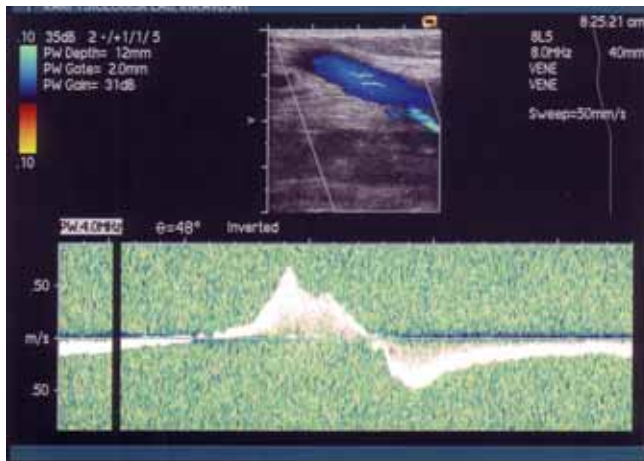 8:25:21 am
.10 35dB 2 -/+1/1/ 5
PW Depth= 12mm
PW Gate= 2.0mm
PW Gain= 31dB
.10
8L5
8.0MHz 40mm
VENE
VENE
Sweep=50mm/s
PW:4.0MHz θ=48° Inverted
.50
m/s
.50